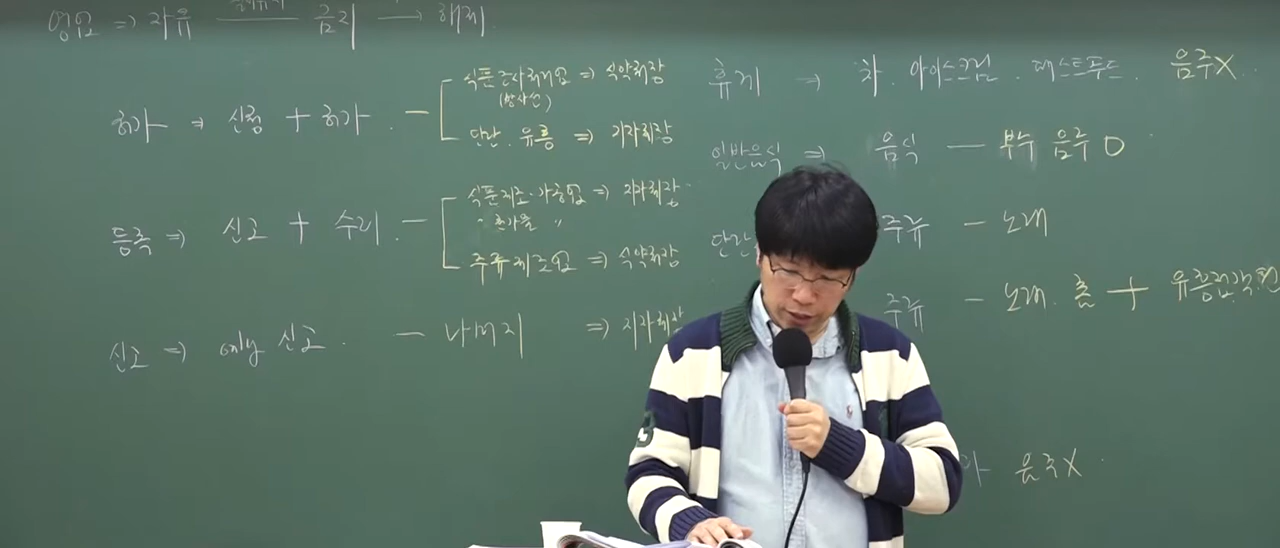 영업 ⇒ 자유 → 금지 → 해제
허가 ⇒ 신청 + 허가. — 식품조사처리업 ⇒ 식약처장
(방사선)
단란. 유흥 ⇒ 지자체장
등록 ⇒ 신고 + 수리. — 식품제조·가공업 ⇒ 지자체장
" 첨가물 "
주류제조업 ⇒ 식약처장
신고 ⇒ only 신고. — 나머지 ⇒ 지자체장
휴게 → 차. 아이스크림. 패스트푸드. 음주X
일반음식 ⇒ 음식 — 부수 음주 O
단란 주류 — 노래
주류 — 노래. 춤 + 유흥접객원
음주X